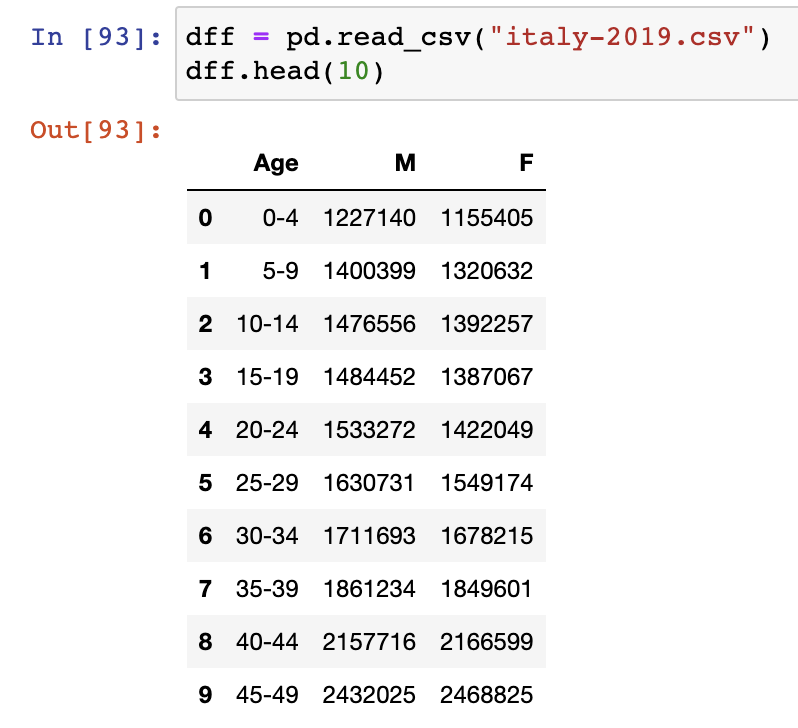 In [93]: dff = pd.read_csv("italy-2019.csv")
dff.head(10)
Out[93]:
Age M F
0 0-4 1227140 1155405
1 5-9 1400399 1320632
2 10-14 1476556 1392257
3 15-19 1484452 1387067
4 20-24 1533272 1422049
5 25-29 1630731 1549174
6 30-34 1711693 1678215
7 35-39 1861234 1849601
8 40-44 2157716 2166599
9 45-49 2432025 2468825